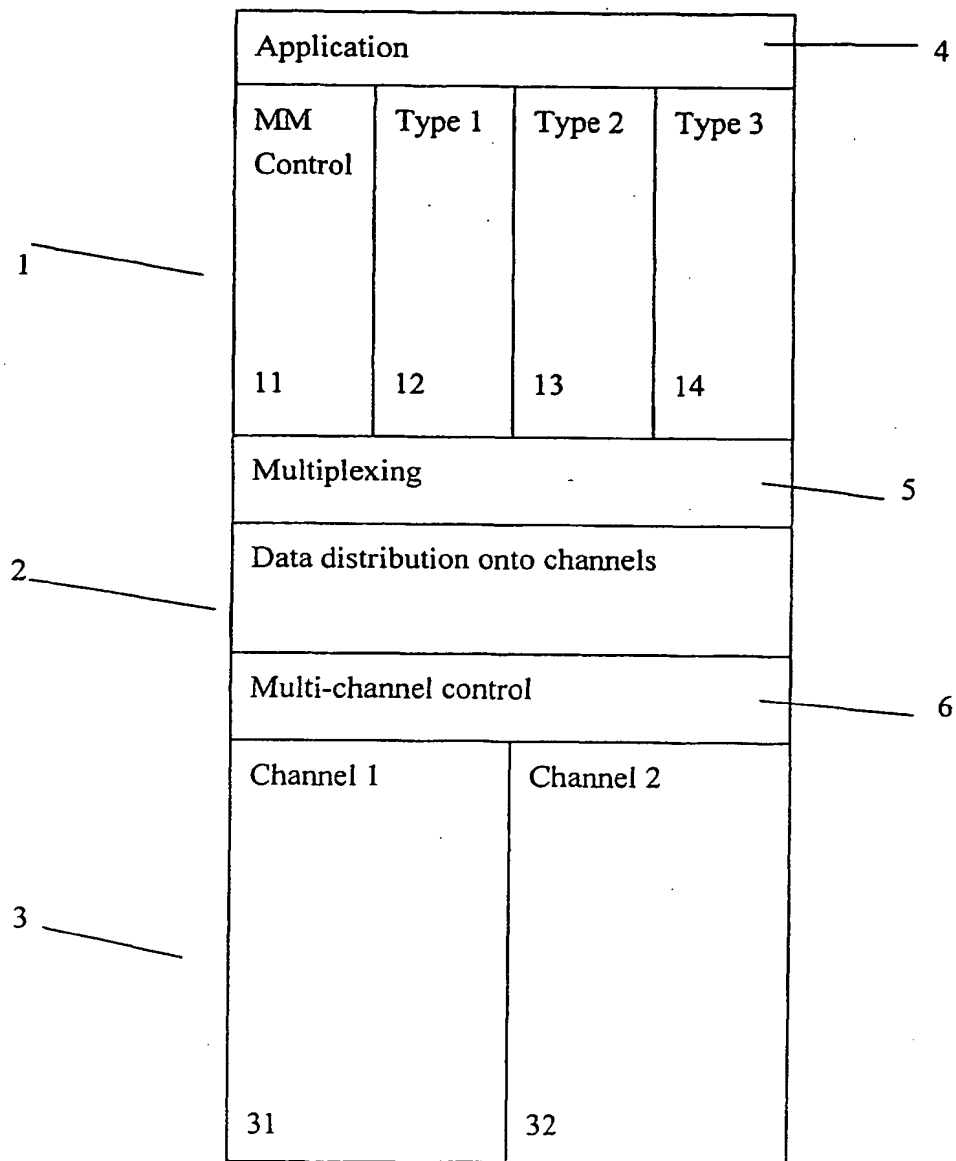 Application
4
MM
Control
Type 1
Type 2
Type 3
1
11
12
13
14
Multiplexing
5
2
Data distribution onto channels
Multi-channel control
6
Channel 1
Channel 2
3
31
32